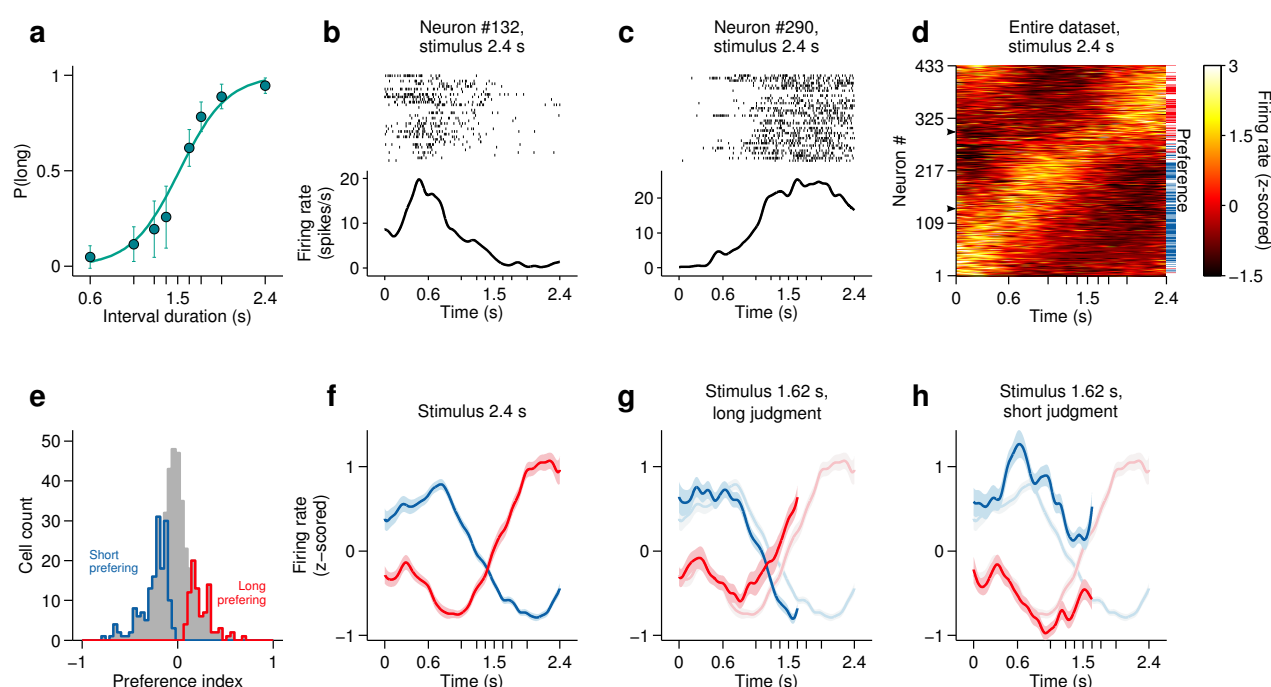 a
1
0.5
0
P(long)
0.6
1.5
2.4
Interval duration (s)
b
Neuron #132,
stimulus 2.4 s
20
10
0
Firing rate
(spikes/s)
0
0.6
1.5
2.4
Time (s)
c
Neuron #290,
stimulus 2.4 s
20
10
0
0
0.6
1.5
2.4
Time (s)
d
Entire dataset,
stimulus 2.4 s
433
325
217
109
1
Neuron #
0
0.6
1.5
2.4
Time (s)
Preference
3
1.5
0
−1.5
Firing rate (z-scored)
e
50
40
30
20
10
0
Cell count
Short
prefering
Long
prefering
−1
0
1
Preference index
f
Stimulus 2.4 s
1
0
−1
Firing rate
(z−scored)
0
0.6
1.5
2.4
Time (s)
g
Stimulus 1.62 s,
long judgment
1
0
−1
0
0.6
1.5
2.4
Time (s)
h
Stimulus 1.62 s,
short judgment
1
0
−1
0
0.6
1.5
2.4
Time (s)